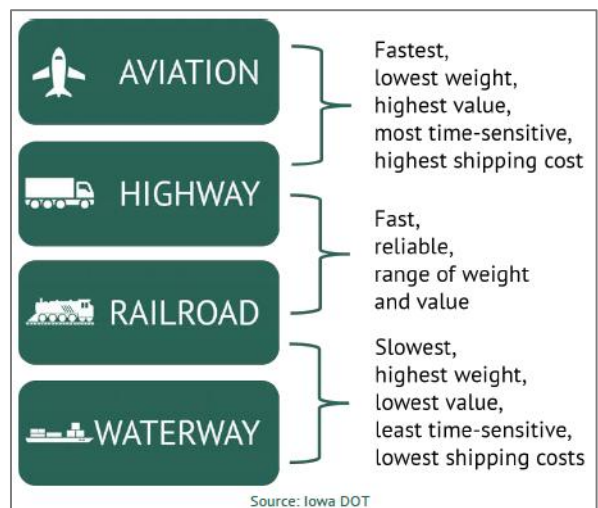 AVIATION
Fastest,
lowest weight,
highest value,
most time-sensitive,
highest shipping cost
HIGHWAY
Fast,
reliable,
range of weight
and value
RAILROAD
Slowest,
highest weight,
lowest value,
least time-sensitive,
lowest shipping costs
WATERWAY
Source: Iowa DOT